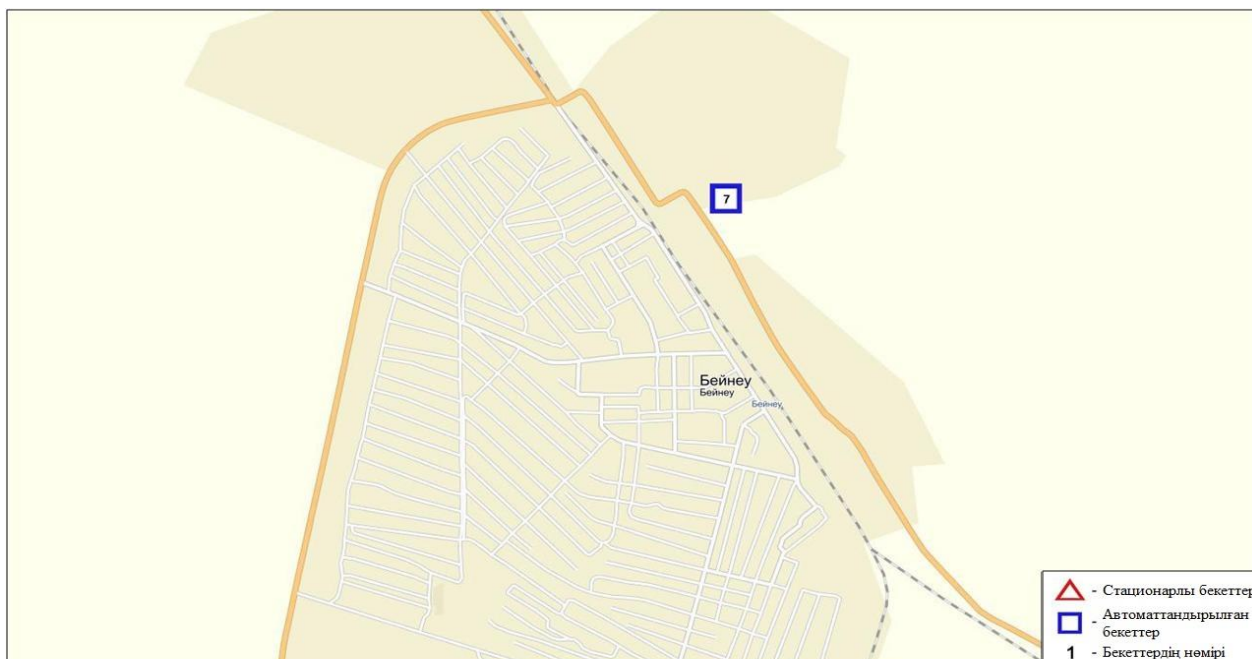 7
Бейнеу
Бейнеу
Бейнеу
- Стационарлы бекеттер
- Автоматтандырылған
бекеттер
1 - Бекеттердің нөмірі